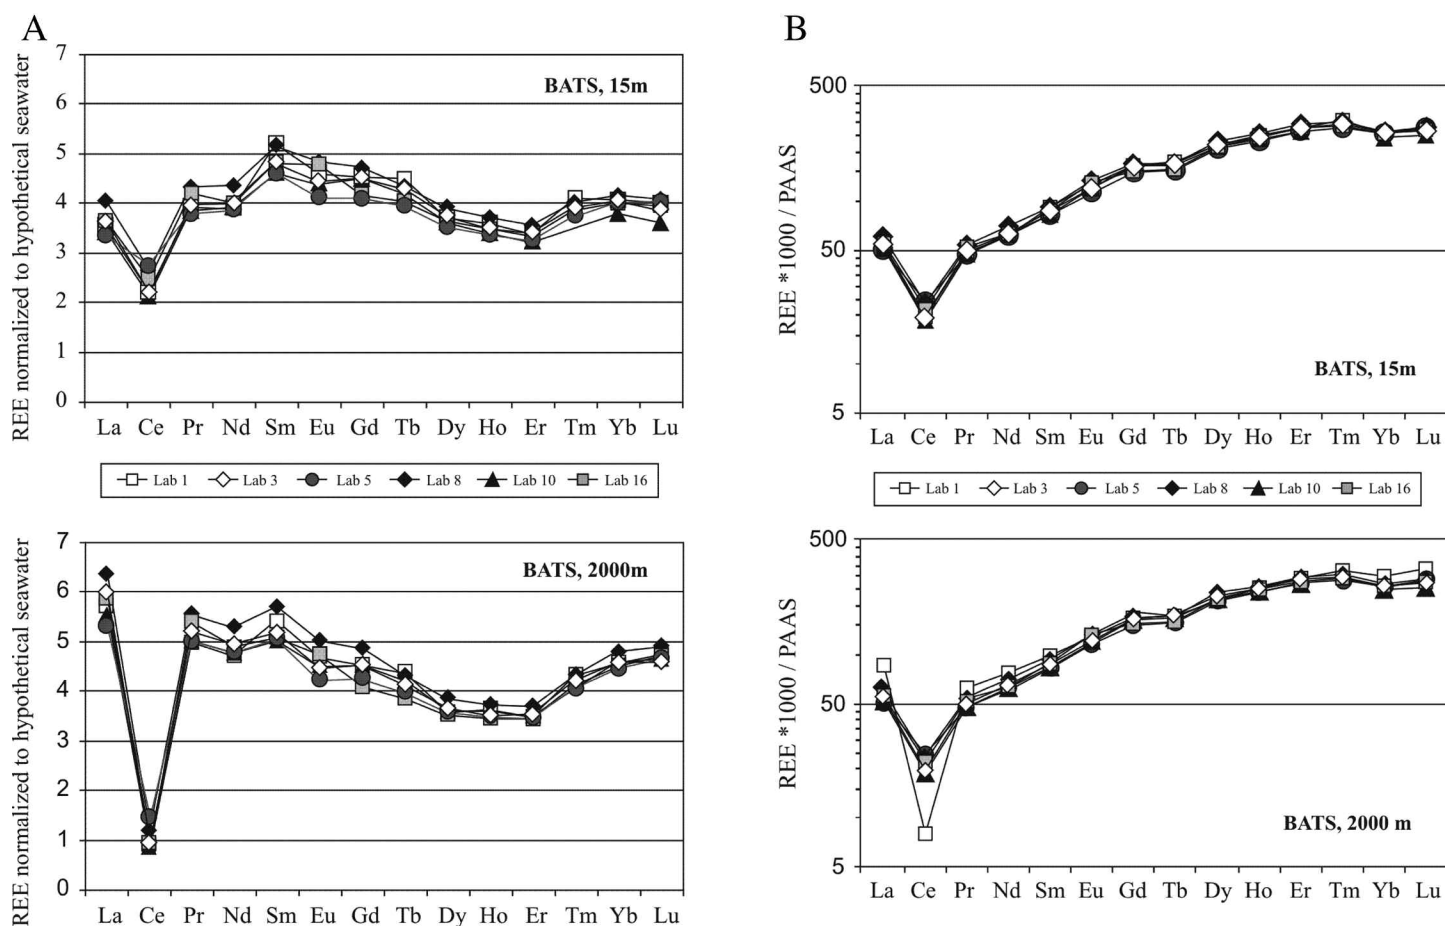 A
REE normalized to hypothetical seawater
7
6
5
4
3
2
1
0
BATS, 15m
La Ce Pr Nd Sm Eu Gd Tb Dy Ho Er Tm Yb Lu
Lab 1 Lab 3 Lab 5 Lab 8 Lab 10 Lab 16
REE normalized to hypothetical seawater
7
6
5
4
3
2
1
0
BATS, 2000m
La Ce Pr Nd Sm Eu Gd Tb Dy Ho Er Tm Yb Lu
B
REE *1000 / PAAS
500
50
5
BATS, 15m
La Ce Pr Nd Sm Eu Gd Tb Dy Ho Er Tm Yb Lu
Lab 1 Lab 3 Lab 5 Lab 8 Lab 10 Lab 16
REE *1000 / PAAS
500
50
5
BATS, 2000 m
La Ce Pr Nd Sm Eu Gd Tb Dy Ho Er Tm Yb Lu